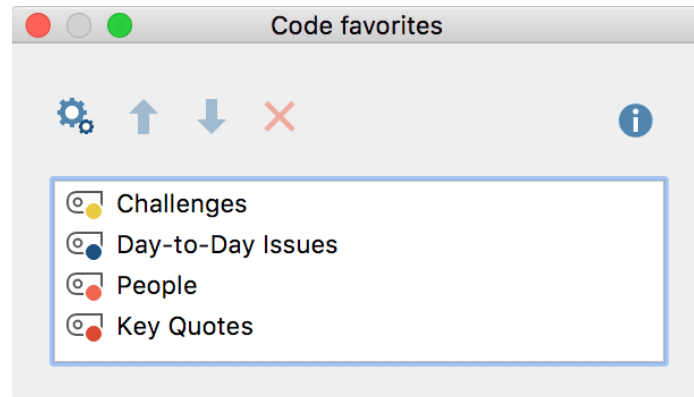 Code favorites
Challenges
Day-to-Day Issues
People
Key Quotes